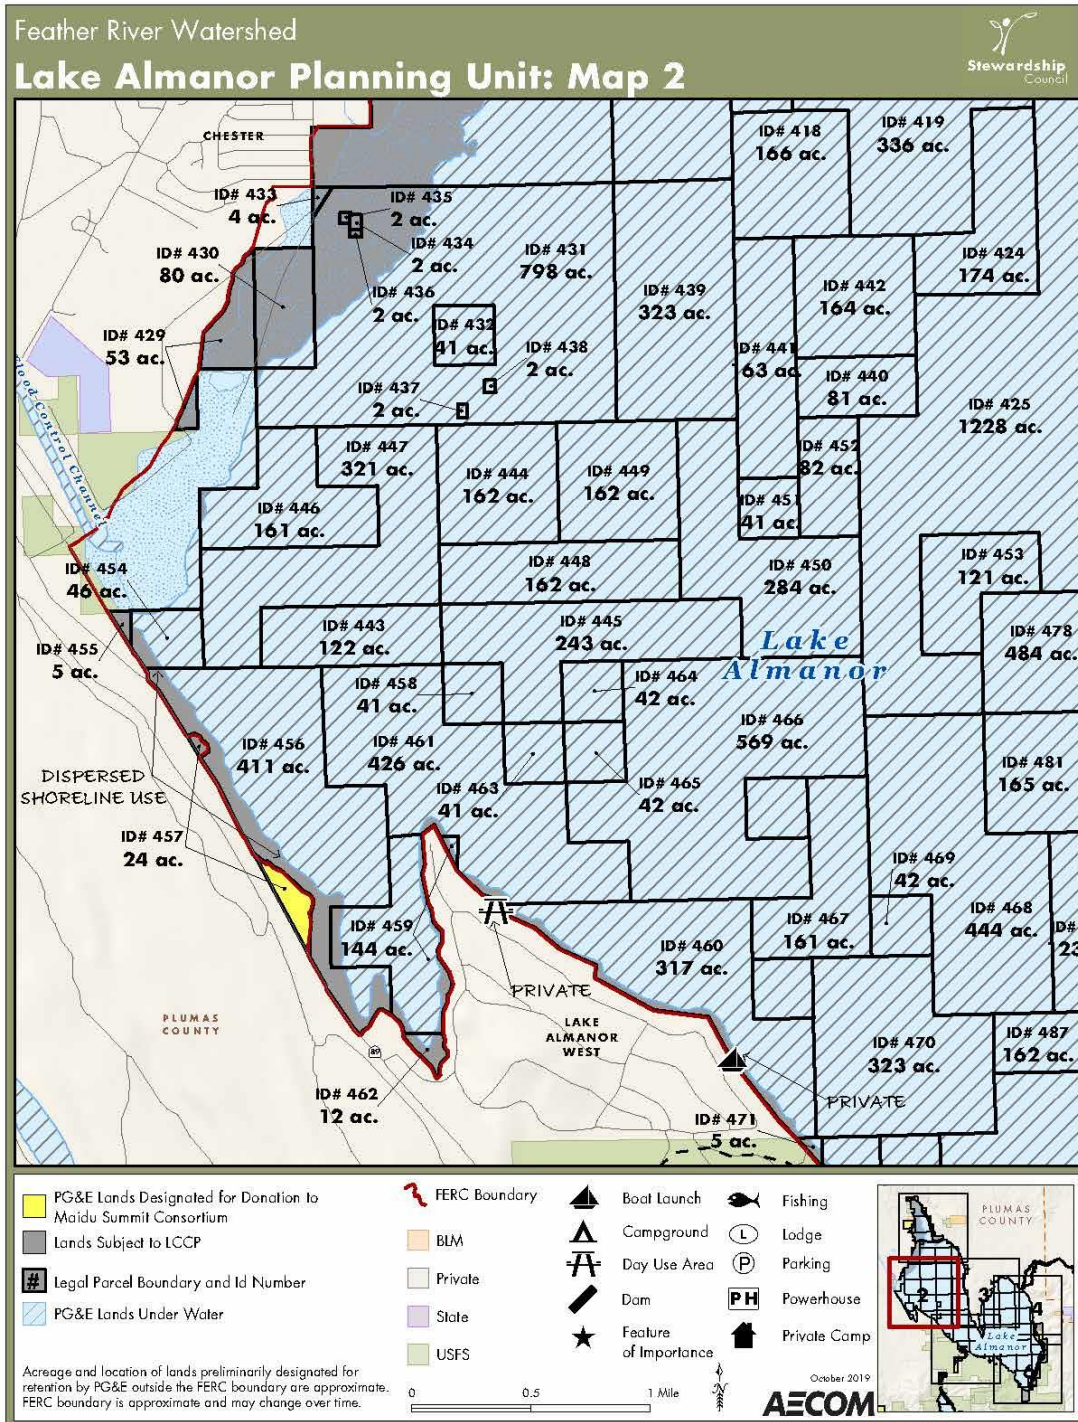 Feather River Watershed
Lake Almanor Planning Unit: Map 2
Stewardship
Council
CHESTER
ID# 418
166 ac.
ID# 419
336 ac.
ID# 433
4 ac.
ID# 435
2 ac.
ID# 434
2 ac.
ID# 436
2 ac.
ID# 430
80 ac.
ID# 431
798 ac.
ID# 424
174 ac.
ID# 439
323 ac.
ID# 442
164 ac.
ID# 432
41 ac.
ID# 429
53 ac.
ID# 438
2 ac.
ID# 441
63 ac.
ID# 437
2 ac.
ID# 440
81 ac.
ID# 425
1228 ac.
Flood Control Channel
ID# 447
321 ac.
ID# 444
162 ac.
ID# 449
162 ac.
ID# 452
82 ac.
ID# 446
161 ac.
ID# 451
41 ac.
ID# 454
46 ac.
ID# 448
162 ac.
ID# 450
284 ac.
ID# 453
121 ac.
ID# 443
122 ac.
ID# 445
243 ac.
Lake
Almanor
ID# 478
484 ac.
ID# 455
5 ac.
ID# 458
41 ac.
ID# 464
42 ac.
ID# 456
411 ac.
ID# 461
426 ac.
ID# 466
569 ac.
ID# 481
165 ac.
DISPERSED
SHORELINE USE
ID# 463
41 ac.
ID# 465
42 ac.
ID# 457
24 ac.
ID# 469
42 ac.
ID# 459
144 ac.
ID# 460
317 ac.
ID# 467
161 ac.
ID# 468
444 ac.
ID#
23
PRIVATE
PLUMAS
COUNTY
LAKE
ALMANOR
WEST
89
ID# 470
323 ac.
ID# 487
162 ac.
ID# 462
12 ac.
PRIVATE
ID# 471
5 ac.
PG&E Lands Designated for Donation to
Maidu Summit Consortium
Lands Subject to LCCP
# Legal Parcel Boundary and Id Number
PG&E Lands Under Water
FERC Boundary
BLM
Private
State
USFS
Boat Launch
Campground
Day Use Area
Dam
Feature
of Importance
Fishing
L Lodge
P Parking
PH Powerhouse
Private Camp
Acreage and location of lands preliminarily designated for
retention by PG&E outside the FERC boundary are approximate.
FERC boundary is approximate and may change over time.
0 0.5 1 Mile
N
October 2019
AECOM
PLUMAS
COUNTY
2
3
4
Lake
Almanor